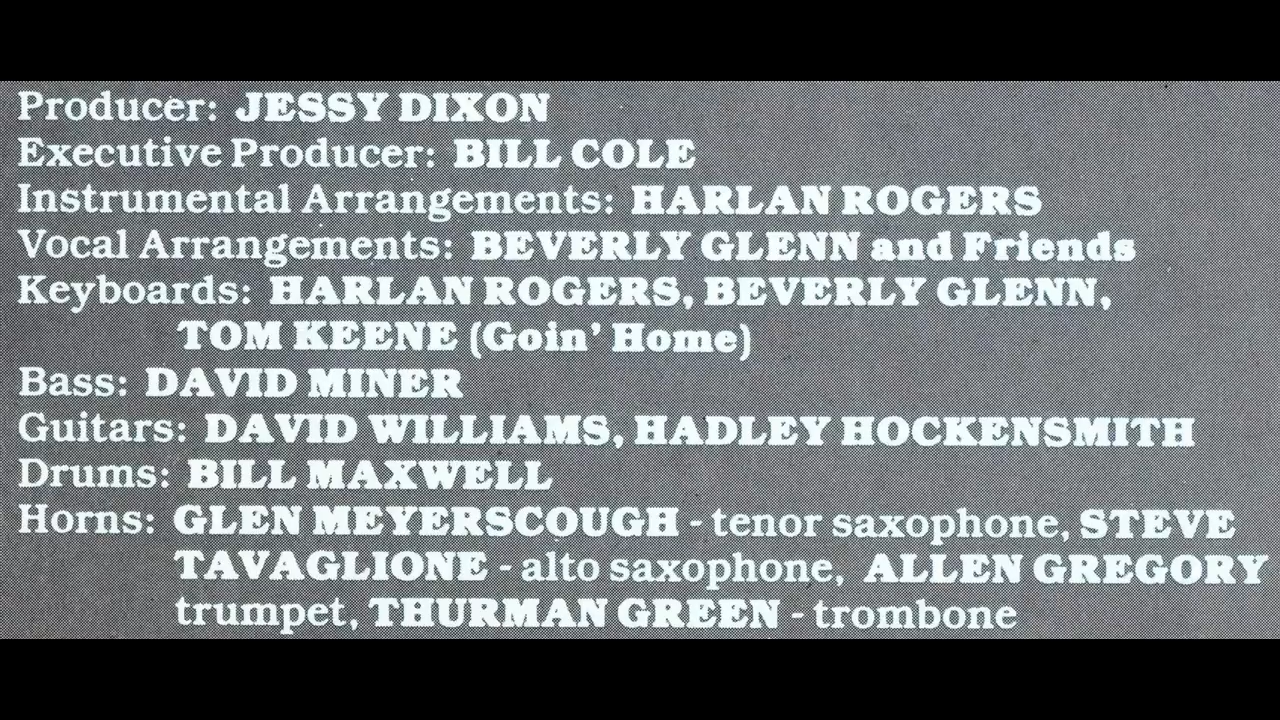 Producer: JESSY DIXON
Executive Producer: BILL COLE
Instrumental Arrangements: HARLAN ROGERS
Vocal Arrangements: BEVERLY GLENN and Friends
Keyboards: HARLAN ROGERS, BEVERLY GLENN,
TOM KEENE (Goin' Home)
Bass: DAVID MINER
Guitars: DAVID WILLIAMS, HADLEY HOCKENSMITH
Drums: BILL MAXWELL
Horns: GLEN MEYERSCOUGH - tenor saxophone, STEVE
TAVAGLIONE - alto saxophone, ALLEN GREGORY
trumpet, THURMAN GREEN - trombone